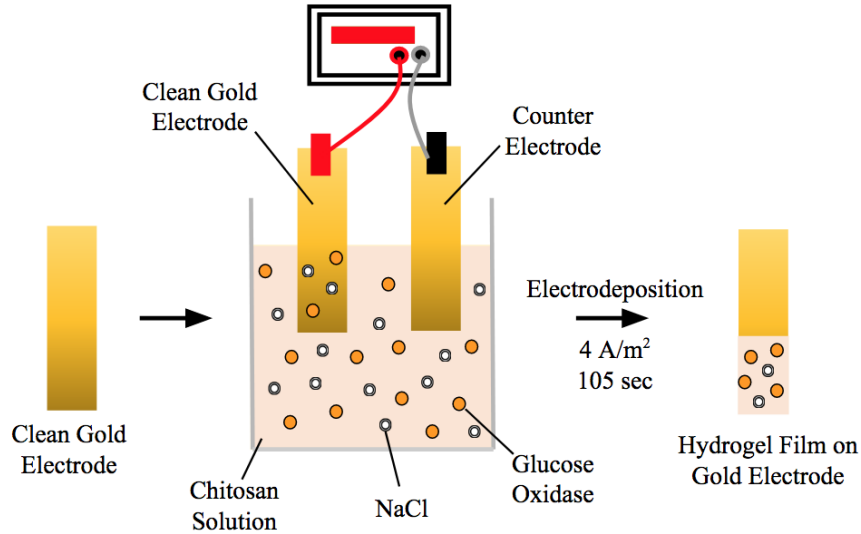 Clean Gold
Electrode
Counter
Electrode
Electrodeposition
4 A/m²
105 sec
Clean Gold
Electrode
Chitosan
Solution
NaCl
Glucose
Oxidase
Hydrogel Film on
Gold Electrode